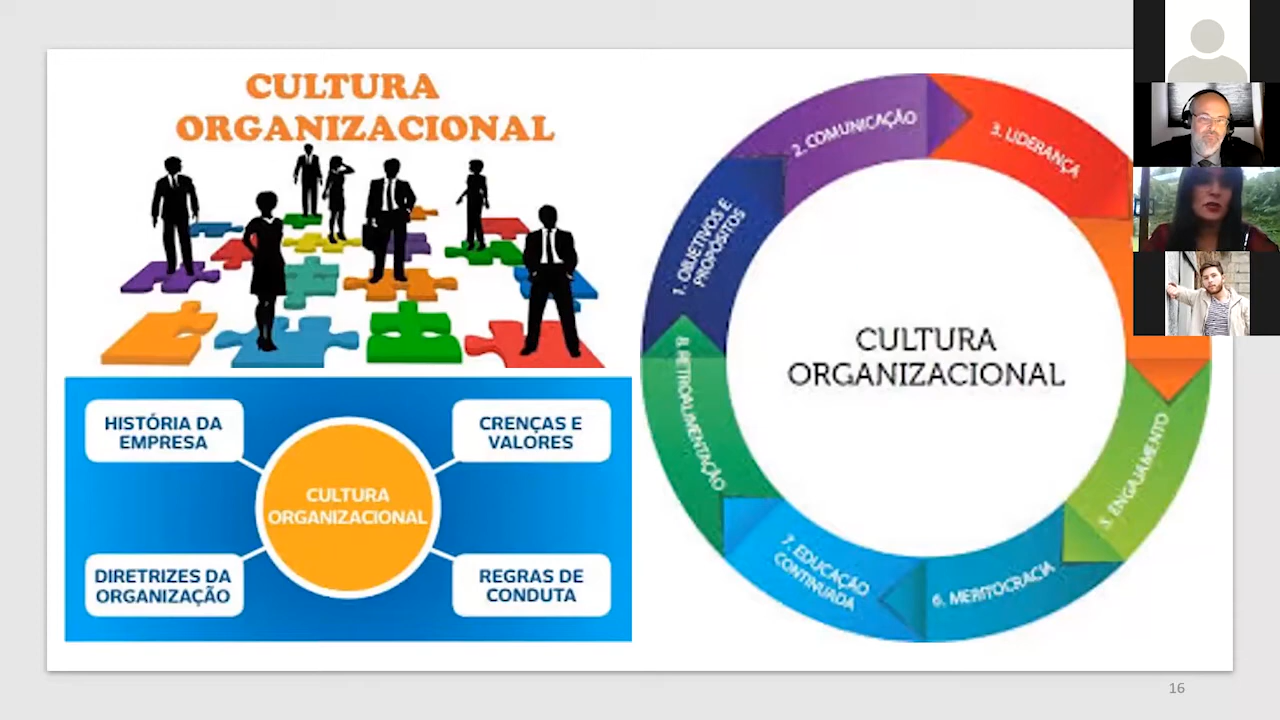 CULTURA
ORGANIZACIONAL
HISTÓRIA DA
EMPRESA
CRENÇAS E
VALORES
CULTURA
ORGANIZACIONAL
DIRETRIZES DA
ORGANIZAÇÃO
REGRAS DE
CONDUTA
1. OBJETIVOS E
PROPÓSITOS
2. COMUNICAÇÃO
3. LIDERANÇA
5. ENGAJAMENTO
6. MERITOCRACIA
7. EDUCAÇÃO
CONTINUADA
8. RETROALIMENTAÇÃO
CULTURA
ORGANIZACIONAL
16